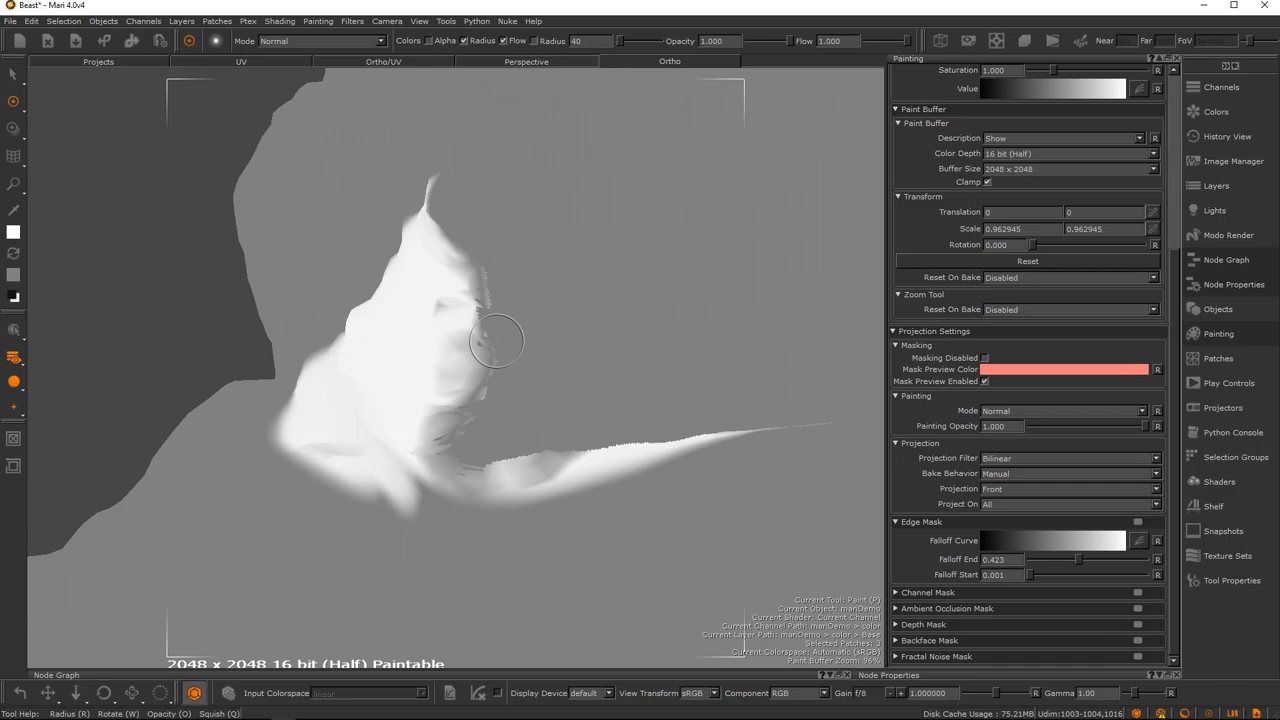 Beast* - Mari 4.0v4
File Edit Selection Objects Channels Layers Patches Ptex Shading Painting Filters Camera View Tools Python Nuke Help
Mode Normal Colors Alpha Radius Flow Radius 40 Opacity 1.000 Flow 1.000 Near Far FoV
Projects UV Ortho/UV Perspective Ortho
Painting
Saturation 1.000 R
Value R
Paint Buffer
Paint Buffer
Description Show R
Color Depth 16 bit (Half)
Buffer Size 2048 x 2048
Clamp
Transform
Translation 0 0
Scale 0.962945 0.962945
Rotation 0.000 R
Reset
Reset On Bake Disabled
Zoom Tool
Reset On Bake Disabled
Projection Settings
Masking
Masking Disabled
Mask Preview Color R
Mask Preview Enabled
Painting
Mode Normal
Painting Opacity 1.000 R
Projection
Projection Filter Bilinear
Bake Behavior Manual
Projection Front
Project On All
Edge Mask
Falloff Curve R
Falloff End 0.423 R
Falloff Start 0.001 R
Channel Mask
Ambient Occlusion Mask
Depth Mask
Backface Mask
Fractal Noise Mask
Channels
Colors
History View
Image Manager
Layers
Lights
Modo Render
Node Graph
Node Properties
Objects
Painting
Patches
Play Controls
Projectors
Python Console
Selection Groups
Shaders
Shelf
Snapshots
Texture Sets
Tool Properties
Current Tool: Paint (P)
Current Object: mariDemo
Current Shader: Current Channel
Current Channel Path: mariDemo > color
Current Layer Path: mariDemo > color > Base
Selected Patches: 3
Current Colorspace: Automatic (sRGB)
Paint Buffer Zoom: 96%
2048 x 2048 16 bit (Half) Paintable
Node Graph Node Properties
Input Colorspace linear Display Device default View Transform sRGB Component RGB Gain f/8 - + 1.000000 R Gamma 1.00 R
Tool Help: Radius (R) Rotate (W) Opacity (O) Squish (Q) Disk Cache Usage: 75.21MB Udim:1003-1004,1016